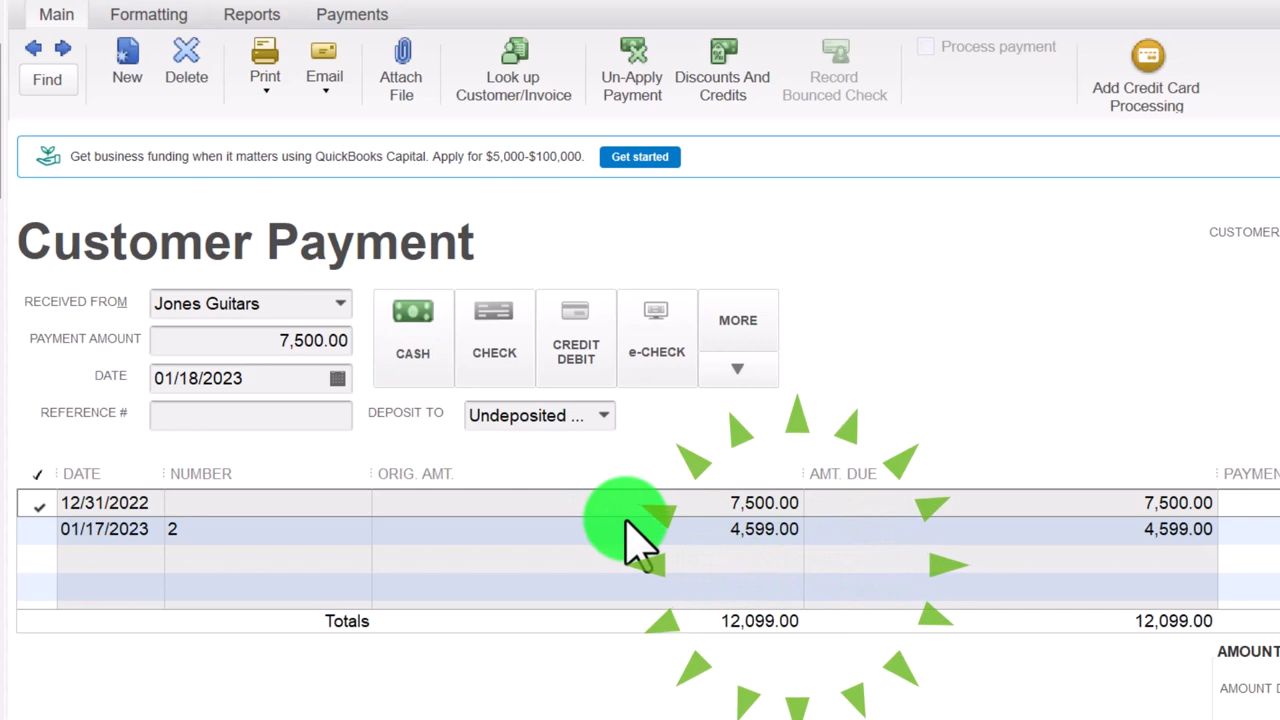 Main Formatting Reports Payments
Find New Delete Print Email Attach File Look up Customer/Invoice Un-Apply Payment Discounts And Credits Record Bounced Check Process payment Add Credit Card Processing
Get business funding when it matters using QuickBooks Capital. Apply for $5,000-$100,000. Get started
Customer Payment
CUSTOMER
RECEIVED FROM Jones Guitars
PAYMENT AMOUNT 7,500.00
DATE 01/18/2023
REFERENCE #
CASH CHECK CREDIT DEBIT e-CHECK MORE
DEPOSIT TO Undeposited ...
DATE NUMBER ORIG. AMT. AMT. DUE PAYMEN
12/31/2022 7,500.00 7,500.00
01/17/2023 2 4,599.00 4,599.00
Totals 12,099.00 12,099.00
AMOUNT
AMOUNT D